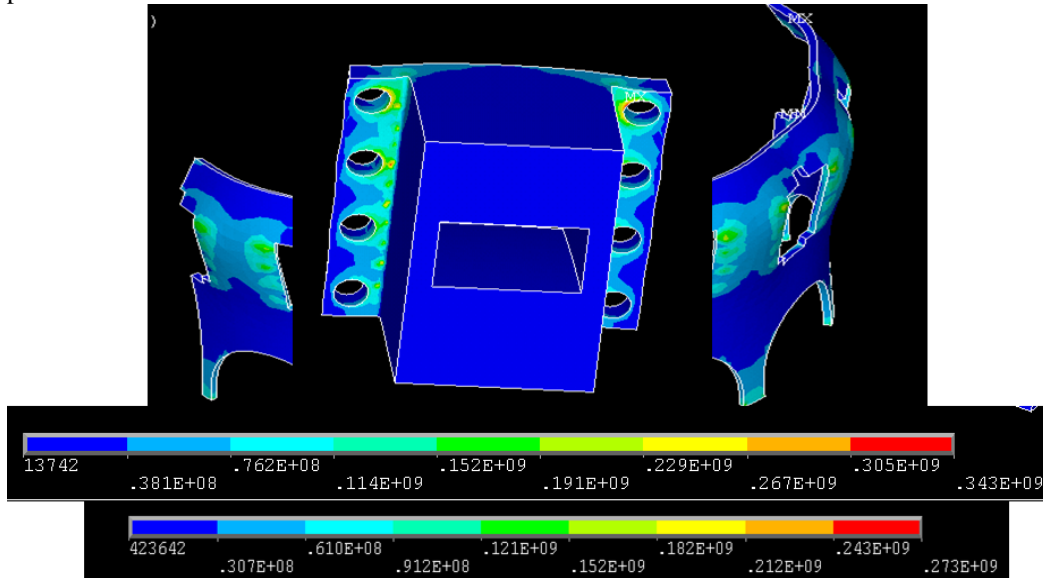 )
MX
MX
MN
13742 .762E+08 .152E+09 .229E+09 .305E+09
.381E+08 .114E+09 .191E+09 .267E+09 .343E+09
423642 .610E+08 .121E+09 .182E+09 .243E+09
.307E+08 .912E+08 .152E+09 .212E+09 .273E+09